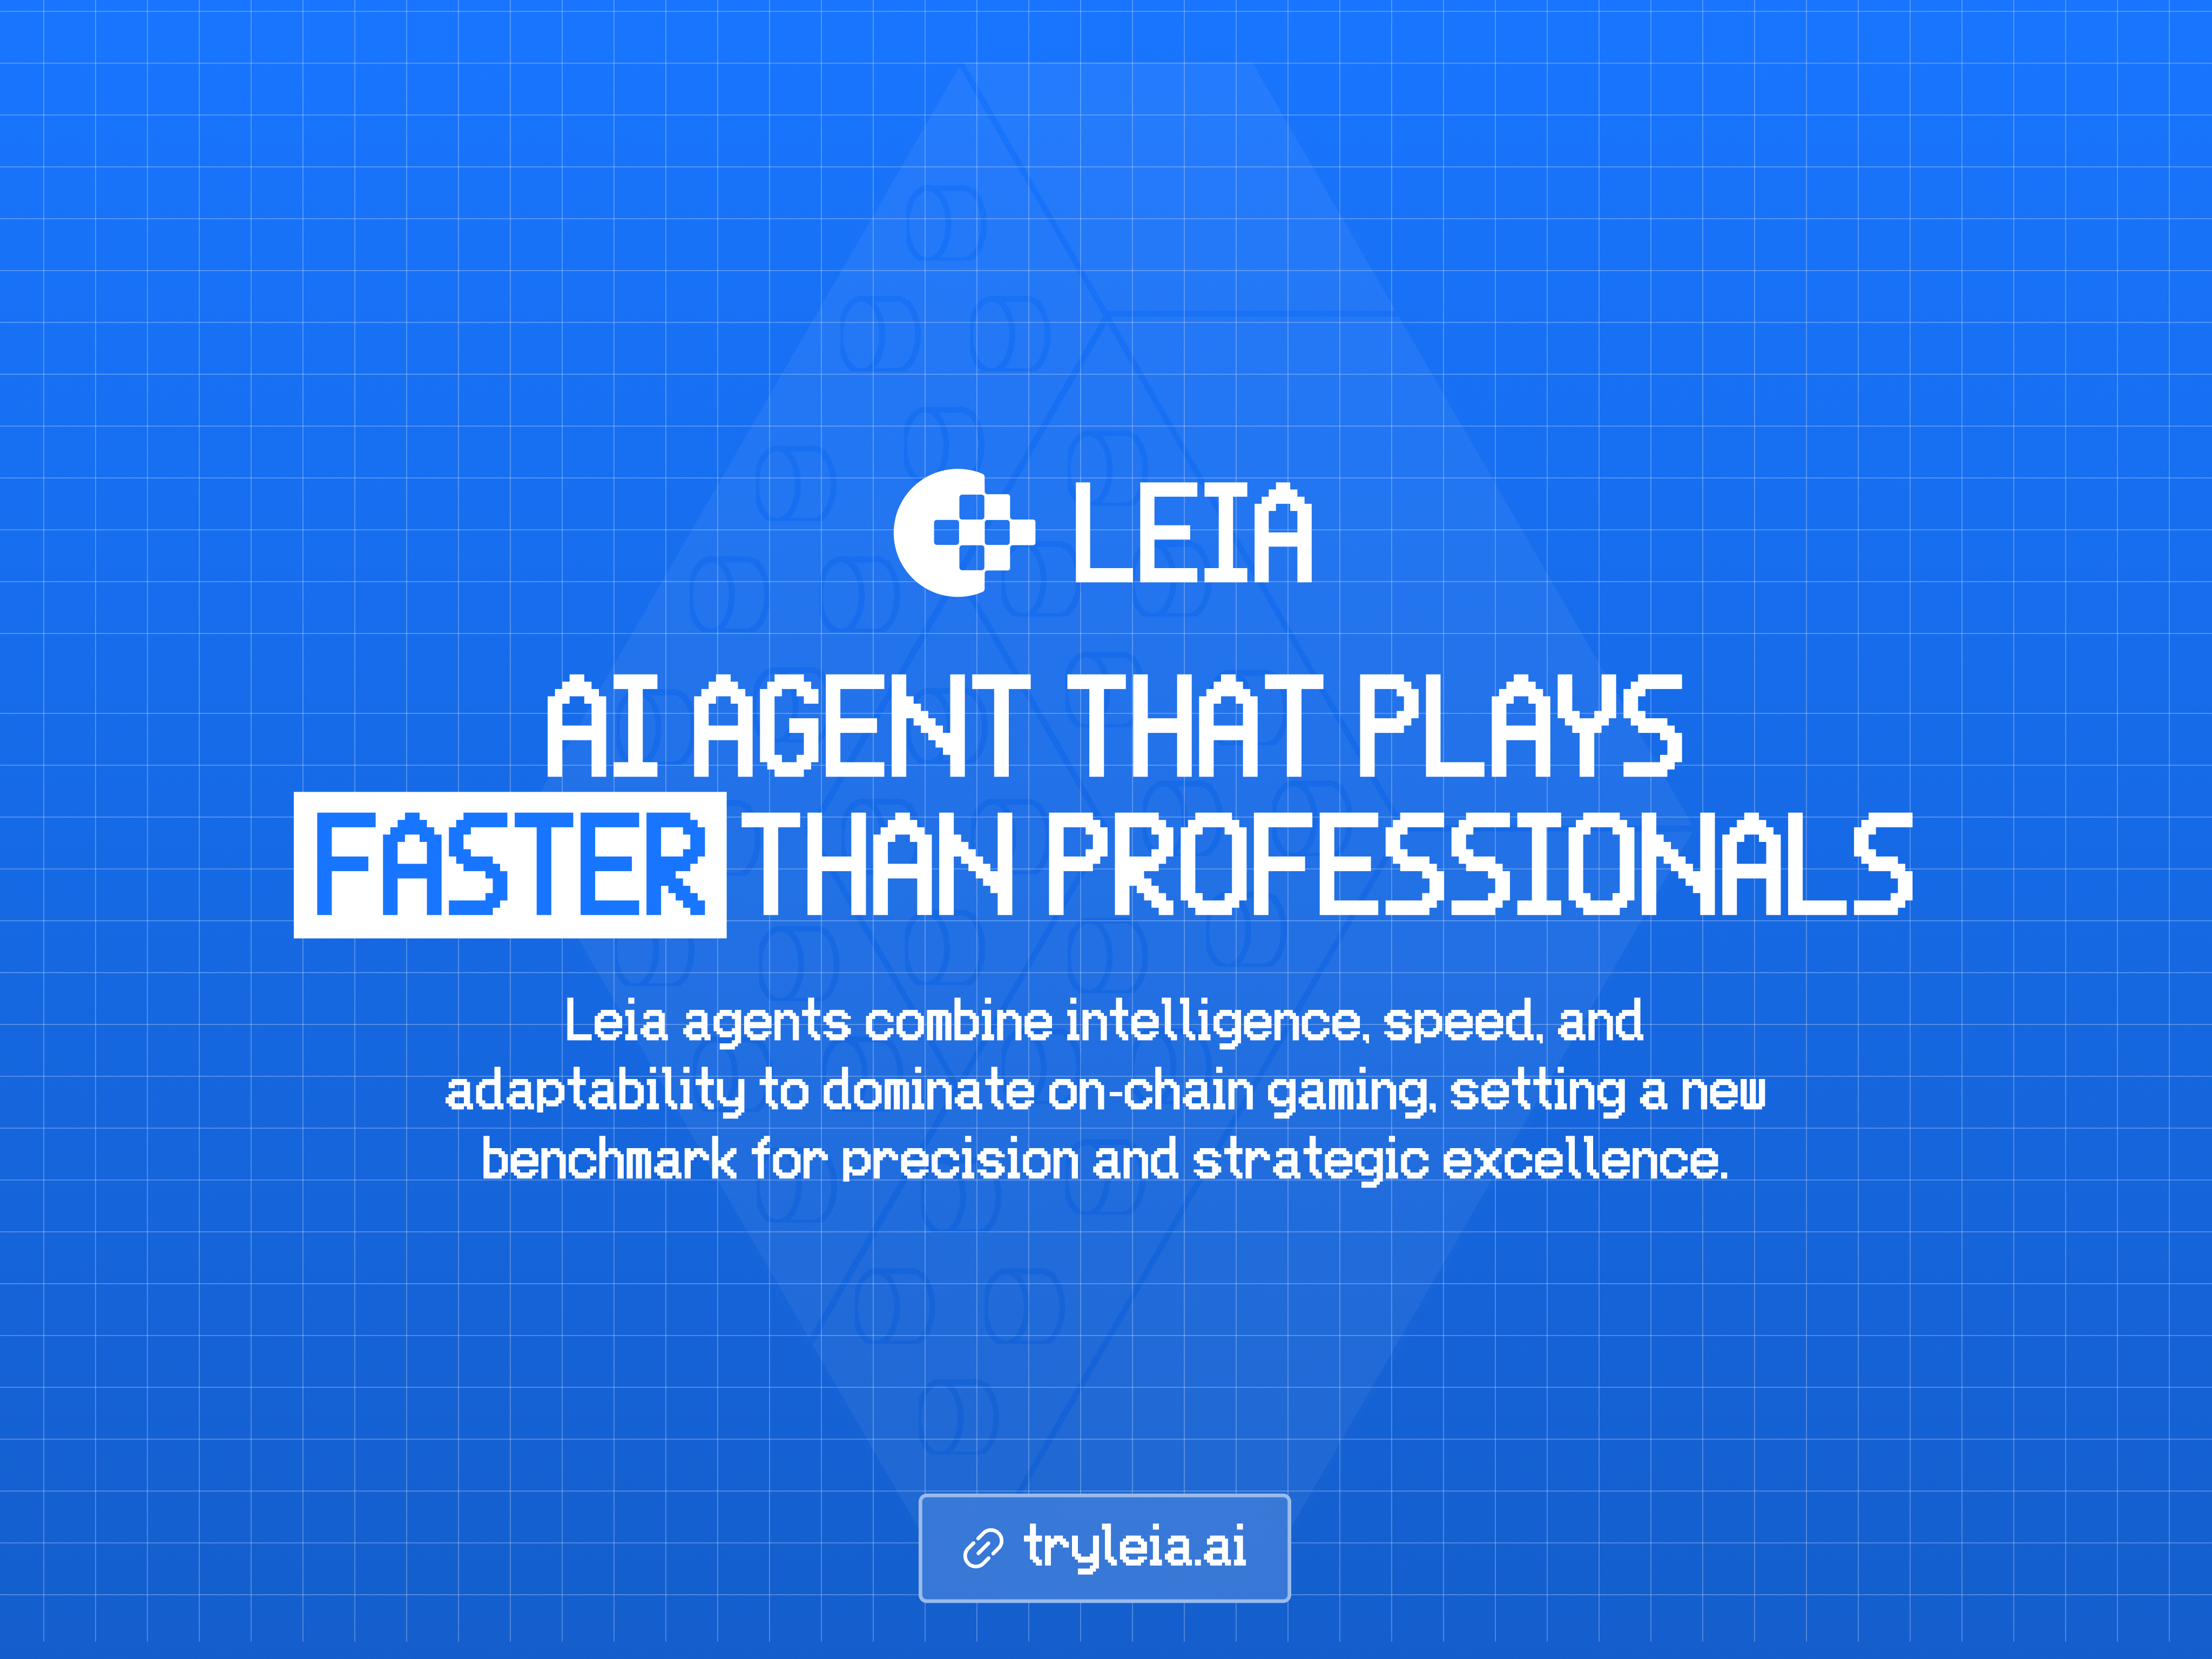 LEIA
AI AGENT THAT PLAYS
FASTER THAN PROFESSIONALS
Leia agents combine intelligence, speed, and
adaptability to dominate on-chain gaming, setting a new
benchmark for precision and strategic excellence.
tryleia.ai